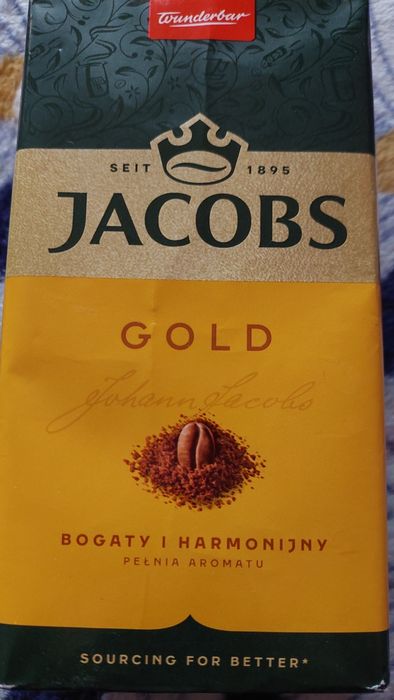 Wunderbar
SEIT 1895
JACOBS
GOLD
Johann Jacobs
BOGATY I HARMONIJNY
PEŁNIA AROMATU
SOURCING FOR BETTER*